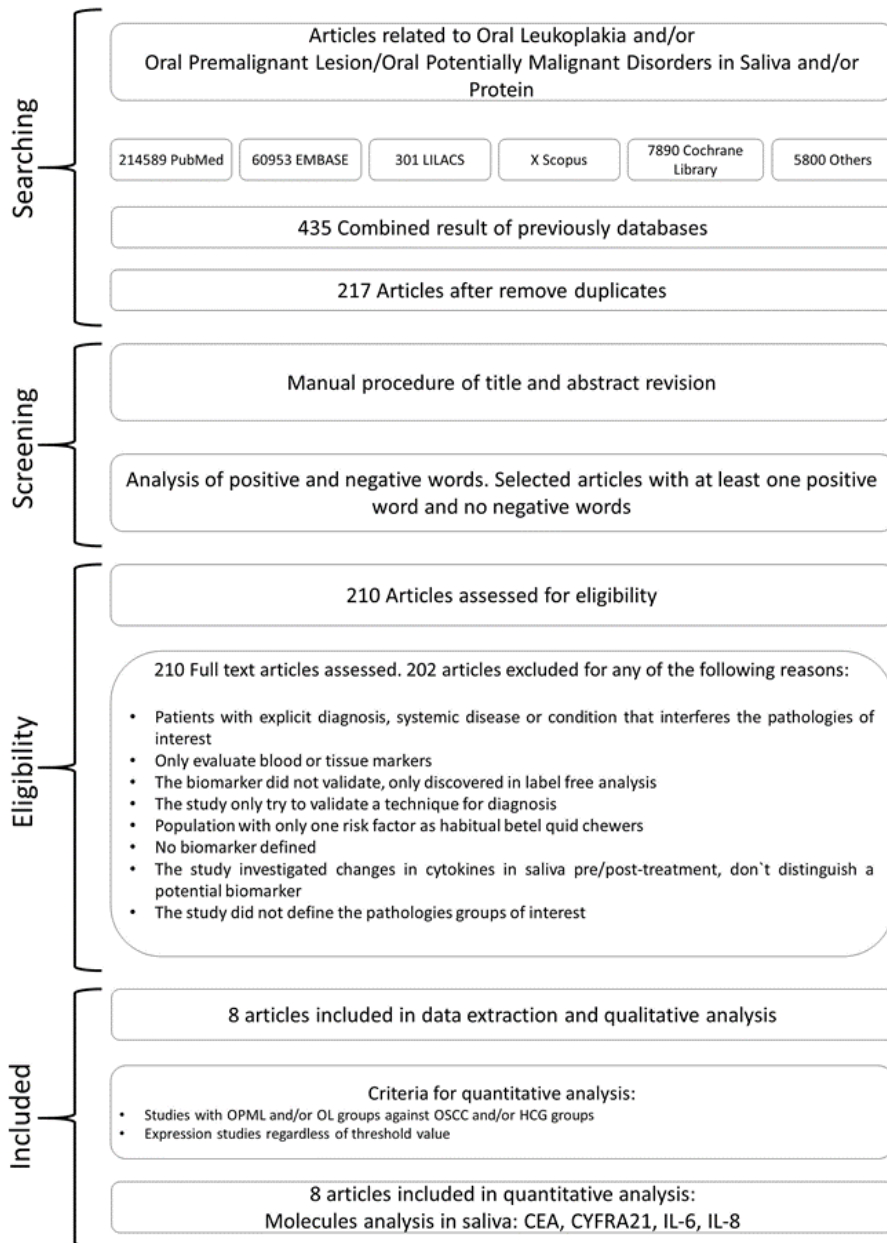 Searching
Articles related to Oral Leukoplakia and/or
Oral Premalignant Lesion/Oral Potentially Malignant Disorders in Saliva and/or
Protein
214589 PubMed
60953 EMBASE
301 LILACS
X Scopus
7890 Cochrane
Library
5800 Others
435 Combined result of previously databases
217 Articles after remove duplicates
Screening
Manual procedure of title and abstract revision
Analysis of positive and negative words. Selected articles with at least one positive
word and no negative words
Eligibility
210 Articles assessed for eligibility
210 Full text articles assessed. 202 articles excluded for any of the following reasons:
• Patients with explicit diagnosis, systemic disease or condition that interferes the pathologies of
interest
• Only evaluate blood or tissue markers
• The biomarker did not validate, only discovered in label free analysis
• The study only try to validate a technique for diagnosis
• Population with only one risk factor as habitual betel quid chewers
• No biomarker defined
• The study investigated changes in cytokines in saliva pre/post-treatment, don`t distinguish a
potential biomarker
• The study did not define the pathologies groups of interest
Included
8 articles included in data extraction and qualitative analysis
Criteria for quantitative analysis:
• Studies with OPML and/or OL groups against OSCC and/or HCG groups
• Expression studies regardless of threshold value
8 articles included in quantitative analysis:
Molecules analysis in saliva: CEA, CYFRA21, IL-6, IL-8